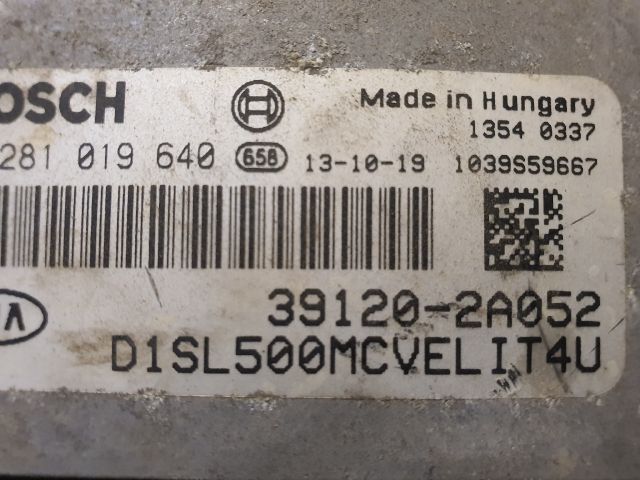 OSCH
Made in Hungary
1354 0337
281 019 640 658 13-10-19 1039S59667
39120-2A052
D1SL500MCVELIT4U